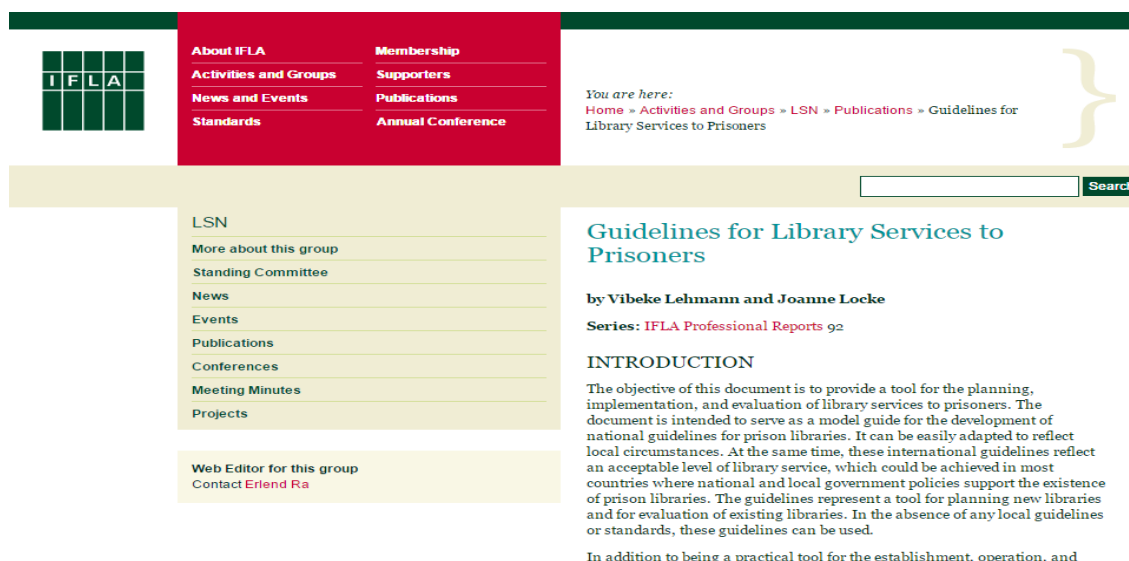 IFLA
About IFLA
Activities and Groups
News and Events
Standards
Membership
Supporters
Publications
Annual Conference
You are here:
Home » Activities and Groups » LSN » Publications » Guidelines for
Library Services to Prisoners
}
Search
LSN
More about this group
Standing Committee
News
Events
Publications
Conferences
Meeting Minutes
Projects
Web Editor for this group
Contact Erlend Ra
Guidelines for Library Services to
Prisoners
by Vibeke Lehmann and Joanne Locke
Series: IFLA Professional Reports 92
INTRODUCTION
The objective of this document is to provide a tool for the planning,
implementation, and evaluation of library services to prisoners. The
document is intended to serve as a model guide for the development of
national guidelines for prison libraries. It can be easily adapted to reflect
local circumstances. At the same time, these international guidelines reflect
an acceptable level of library service, which could be achieved in most
countries where national and local government policies support the existence
of prison libraries. The guidelines represent a tool for planning new libraries
and for evaluation of existing libraries. In the absence of any local guidelines
or standards, these guidelines can be used.
In addition to being a practical tool for the establishment, operation, and